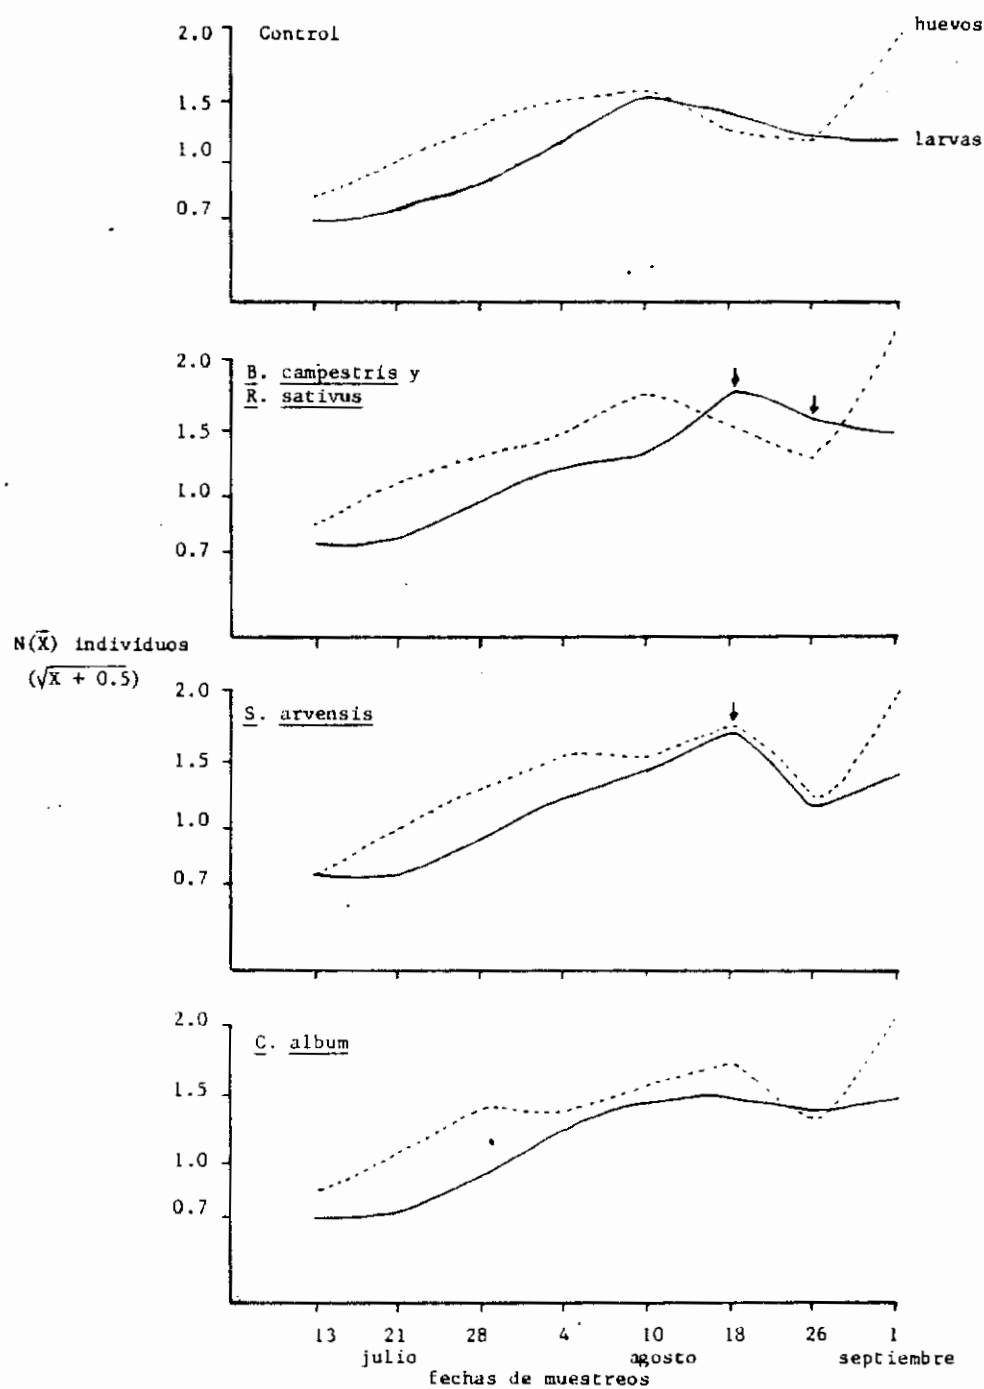 Control
huevos
larvas
2.0
1.5
1.0
0.7
B. campestris y
R. sativus
2.0
1.5
1.0
0.7
N(X̄) individuos
(√X + 0.5)
S. arvensis
2.0
1.5
1.0
0.7
C. album
2.0
1.5
1.0
0.7
13 21 28 4 10 18 26 1
julio agosto septiembre
fechas de muestreos